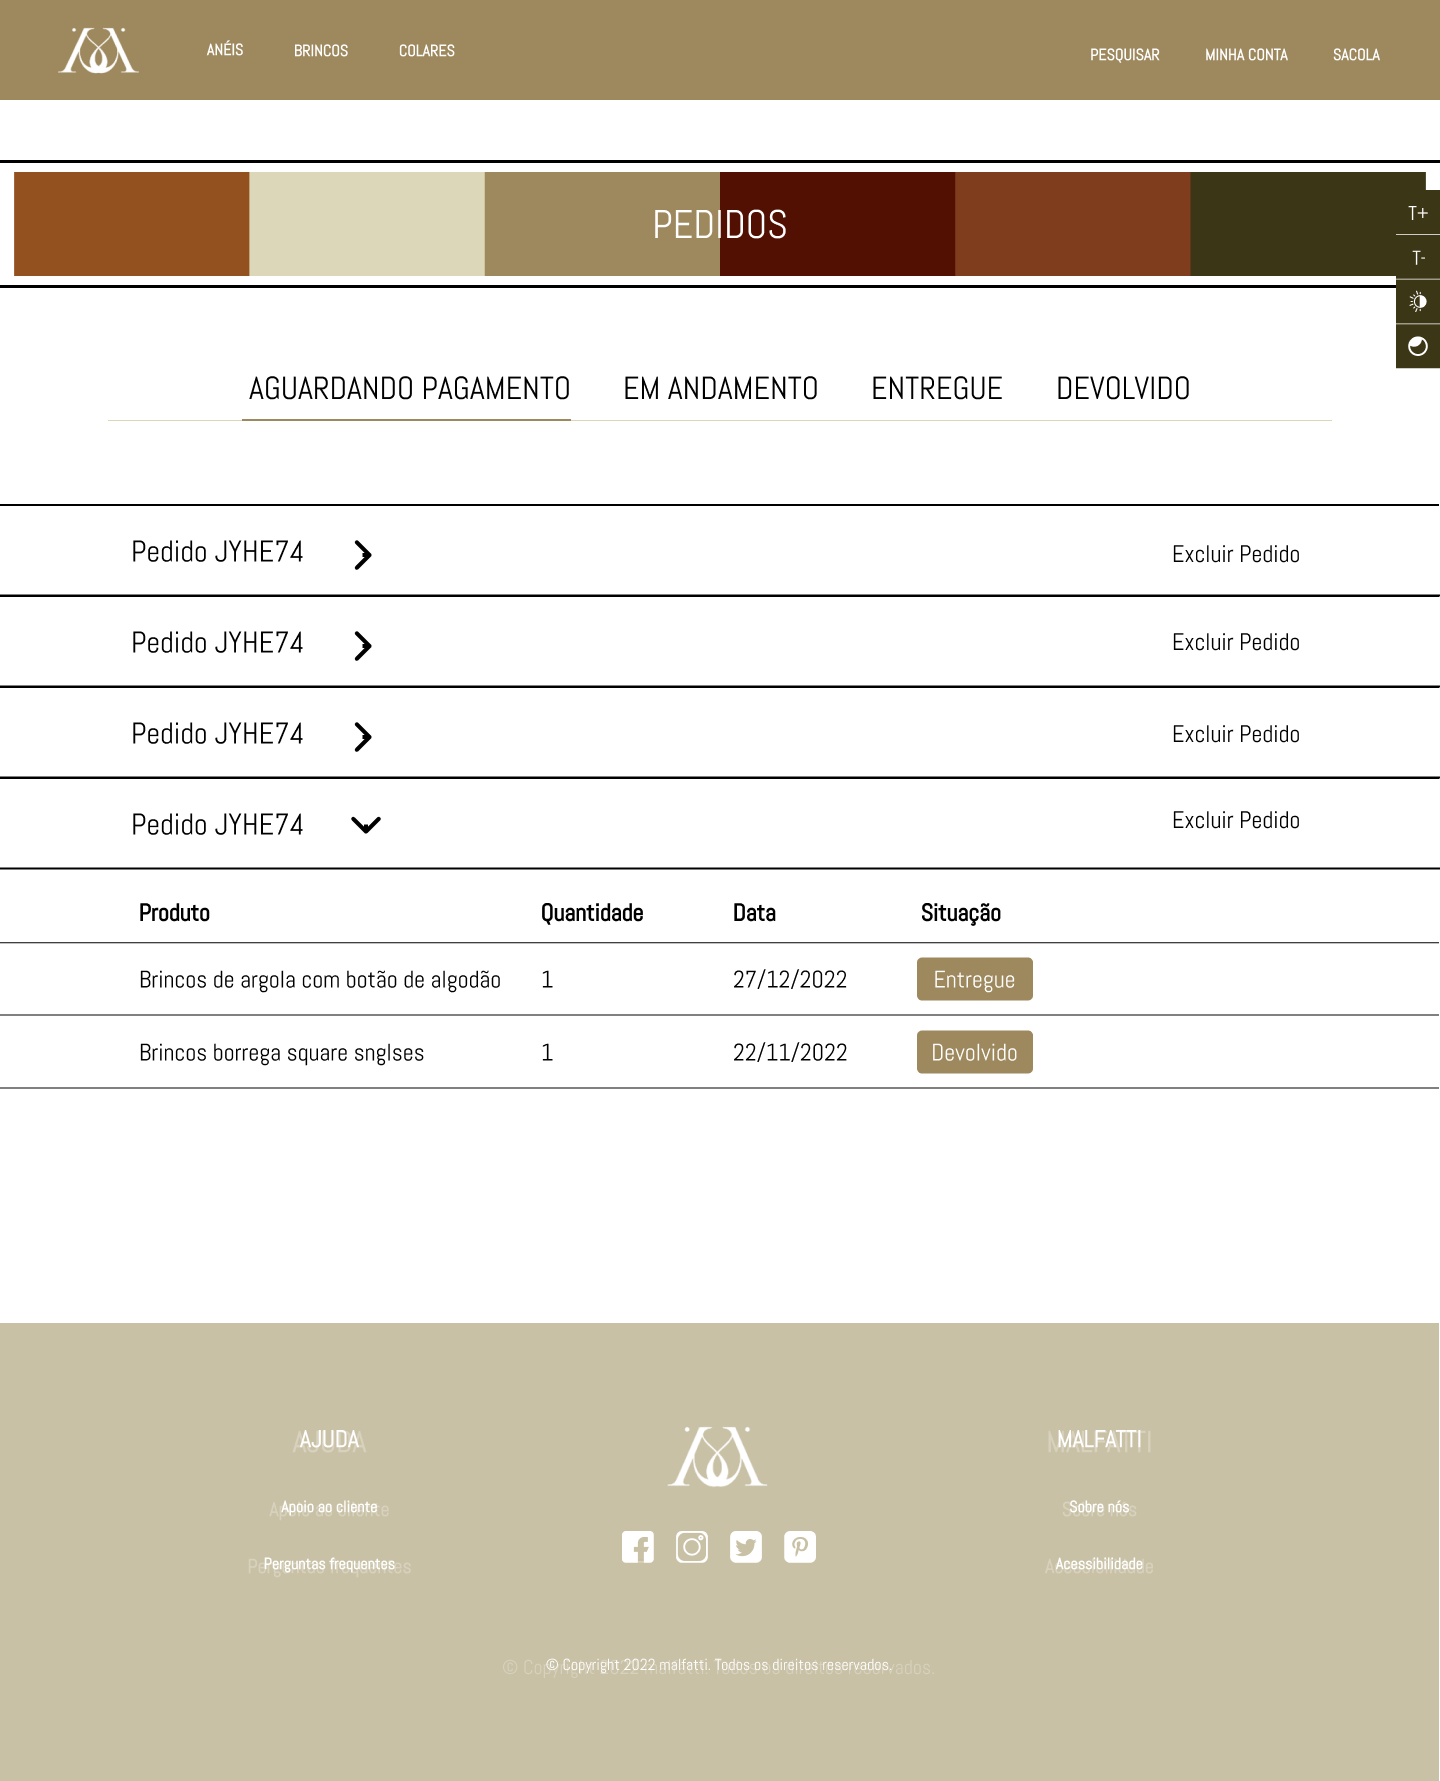 ANÉIS BRINCOS COLARES PESQUISAR MINHA CONTA SACOLA
PEDIDOS
T+
T-
AGUARDANDO PAGAMENTO EM ANDAMENTO ENTREGUE DEVOLVIDO
Pedido JYHE74 Excluir Pedido
Pedido JYHE74 Excluir Pedido
Pedido JYHE74 Excluir Pedido
Pedido JYHE74 Excluir Pedido
Produto Quantidade Data Situação
Brincos de argola com botão de algodão 1 27/12/2022 Entregue
Brincos borrega square snglses 1 22/11/2022 Devolvido
AJUDA MALFATTI
Apoio ao cliente Sobre nós
Perguntas frequentes Acessibilidade
© Copyright 2022 malfatti. Todos os direitos reservados.